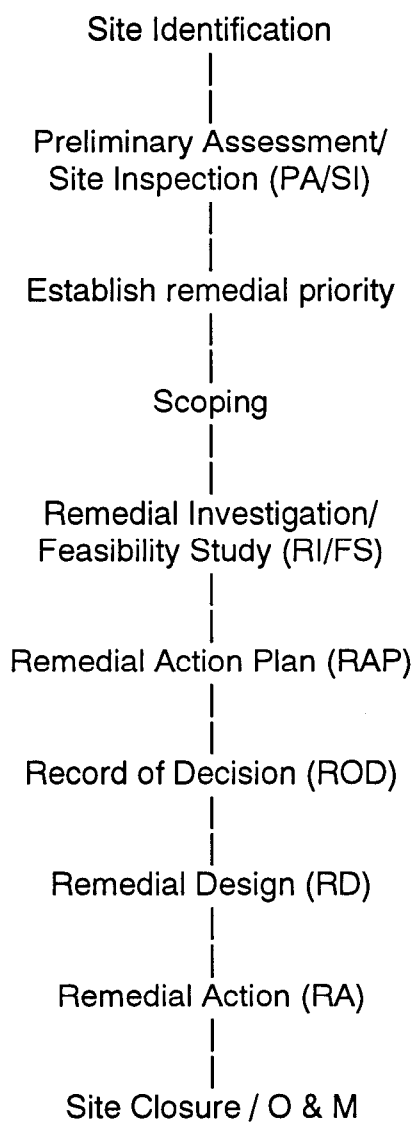 Site Identification
Preliminary Assessment/
Site Inspection (PA/SI)
Establish remedial priority
Scoping
Remedial Investigation/
Feasibility Study (RI/FS)
Remedial Action Plan (RAP)
Record of Decision (ROD)
Remedial Design (RD)
Remedial Action (RA)
Site Closure / O & M